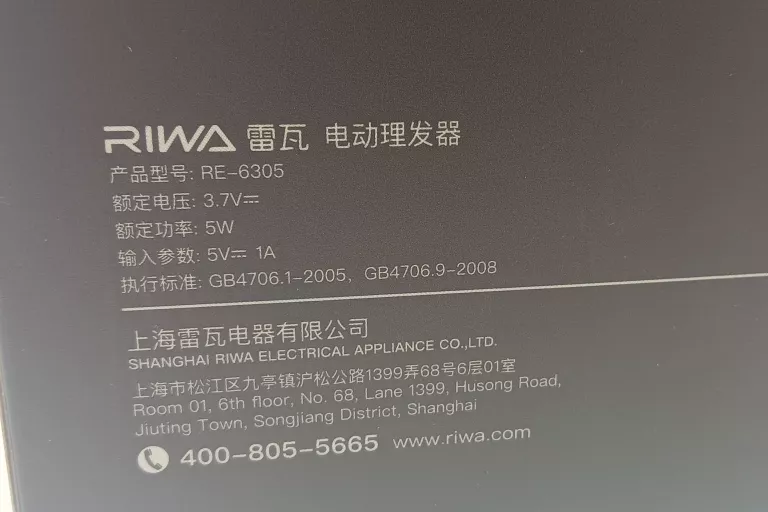 RIWA 雷瓦 电动理发器
产品型号: RE-6305
额定电压: 3.7V⎓
额定功率: 5W
输入参数: 5V⎓ 1A
执行标准: GB4706.1-2005, GB4706.9-2008
上海雷瓦电器有限公司
SHANGHAI RIWA ELECTRICAL APPLIANCE CO.,LTD.
上海市松江区九亭镇沪松公路1399弄68号6层01室
Room 01, 6th floor, No. 68, Lane 1399, Husong Road,
Jiuting Town, Songjiang District, Shanghai
400-805-5665 www.riwa.com